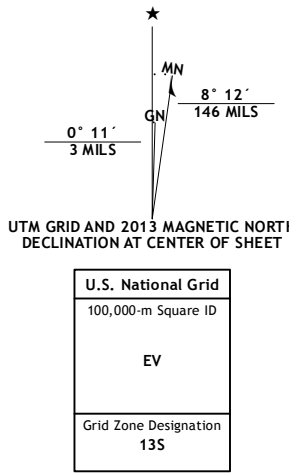 ★
MN
GN
8° 12´
146 MILS
0° 11´
3 MILS
UTM GRID AND 2013 MAGNETIC NORTH
DECLINATION AT CENTER OF SHEET
U.S. National Grid
100,000-m Square ID
EV
Grid Zone Designation
13S